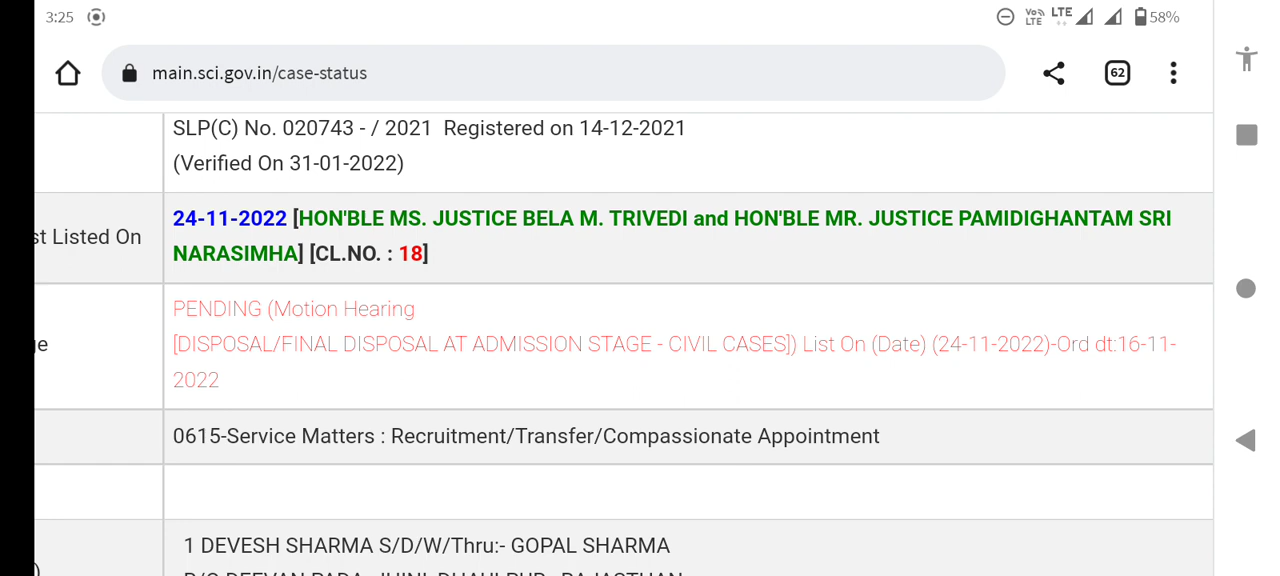 3:25 Vo LTE LTE 58%
main.sci.gov.in/case-status 62
SLP(C) No. 020743 - / 2021 Registered on 14-12-2021
(Verified On 31-01-2022)
24-11-2022 [HON'BLE MS. JUSTICE BELA M. TRIVEDI and HON'BLE MR. JUSTICE PAMIDIGHANTAM SRI
st Listed On
NARASIMHA] [CL.NO. : 18]
PENDING (Motion Hearing
ge [DISPOSAL/FINAL DISPOSAL AT ADMISSION STAGE - CIVIL CASES]) List On (Date) (24-11-2022)-Ord dt:16-11-
2022
0615-Service Matters : Recruitment/Transfer/Compassionate Appointment
1 DEVESH SHARMA S/D/W/Thru:- GOPAL SHARMA